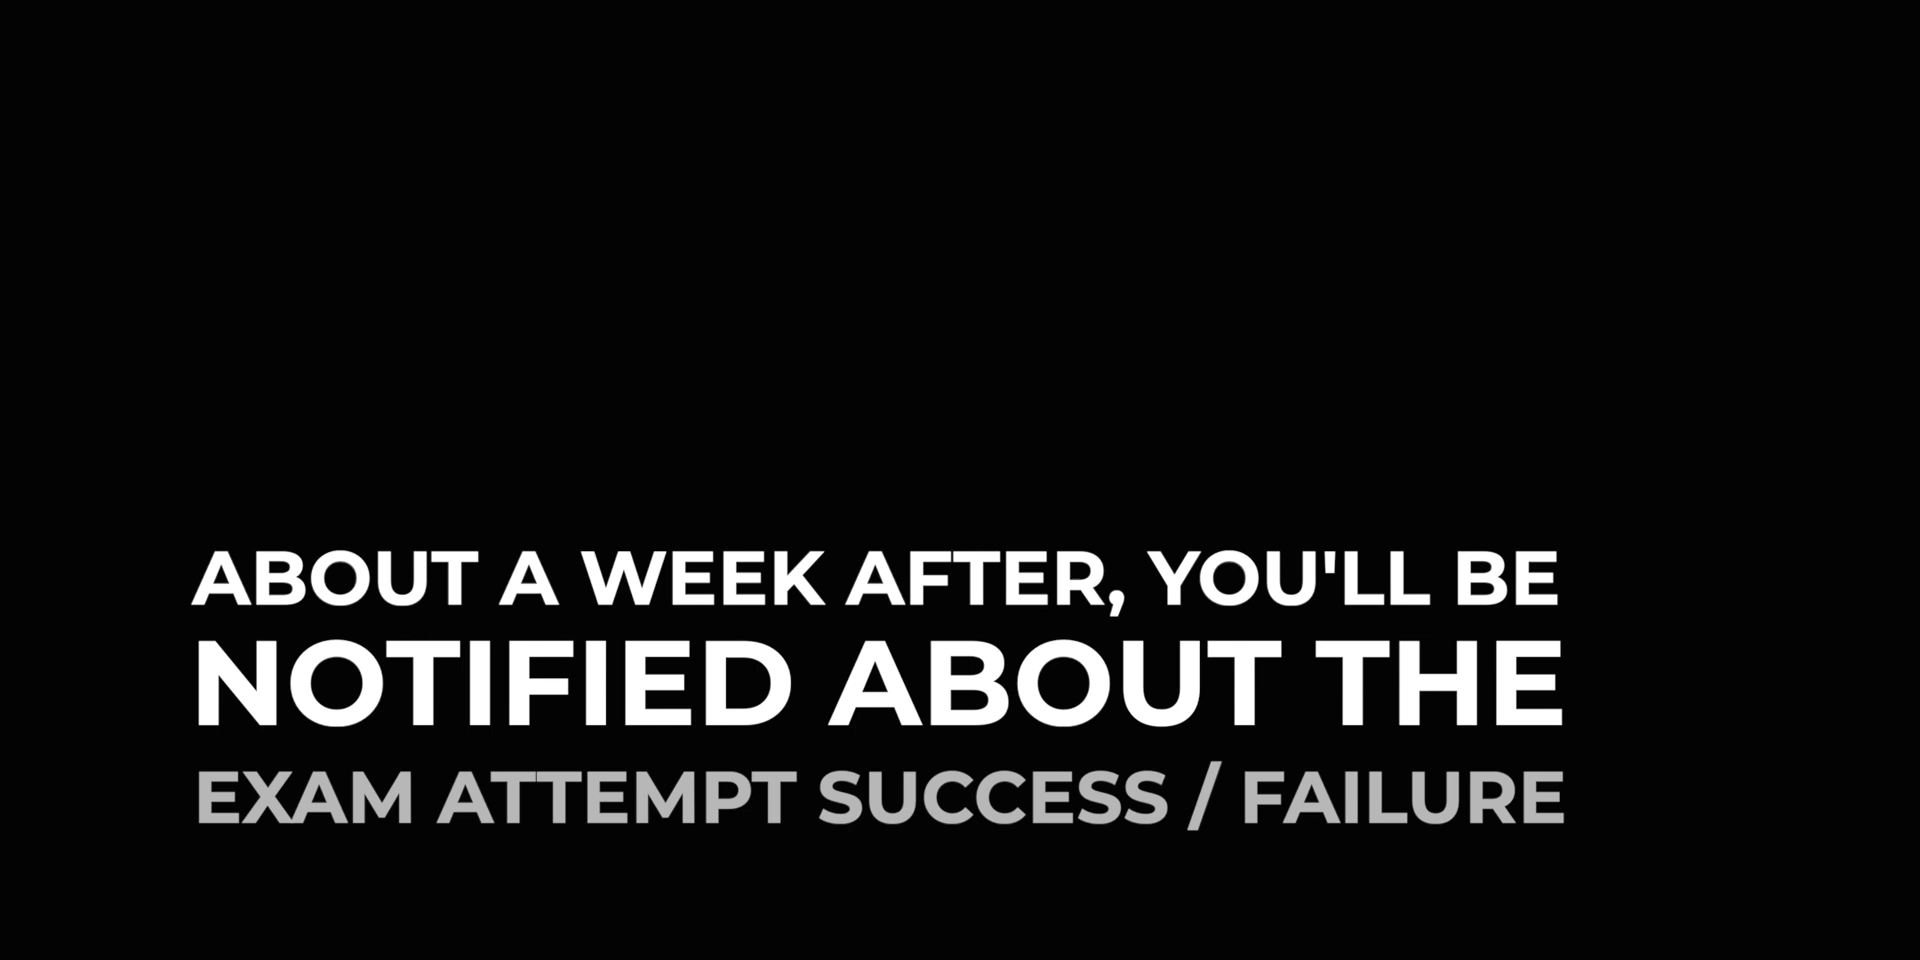 ABOUT A WEEK AFTER, YOU'LL BE
NOTIFIED ABOUT THE
EXAM ATTEMPT SUCCESS / FAILURE